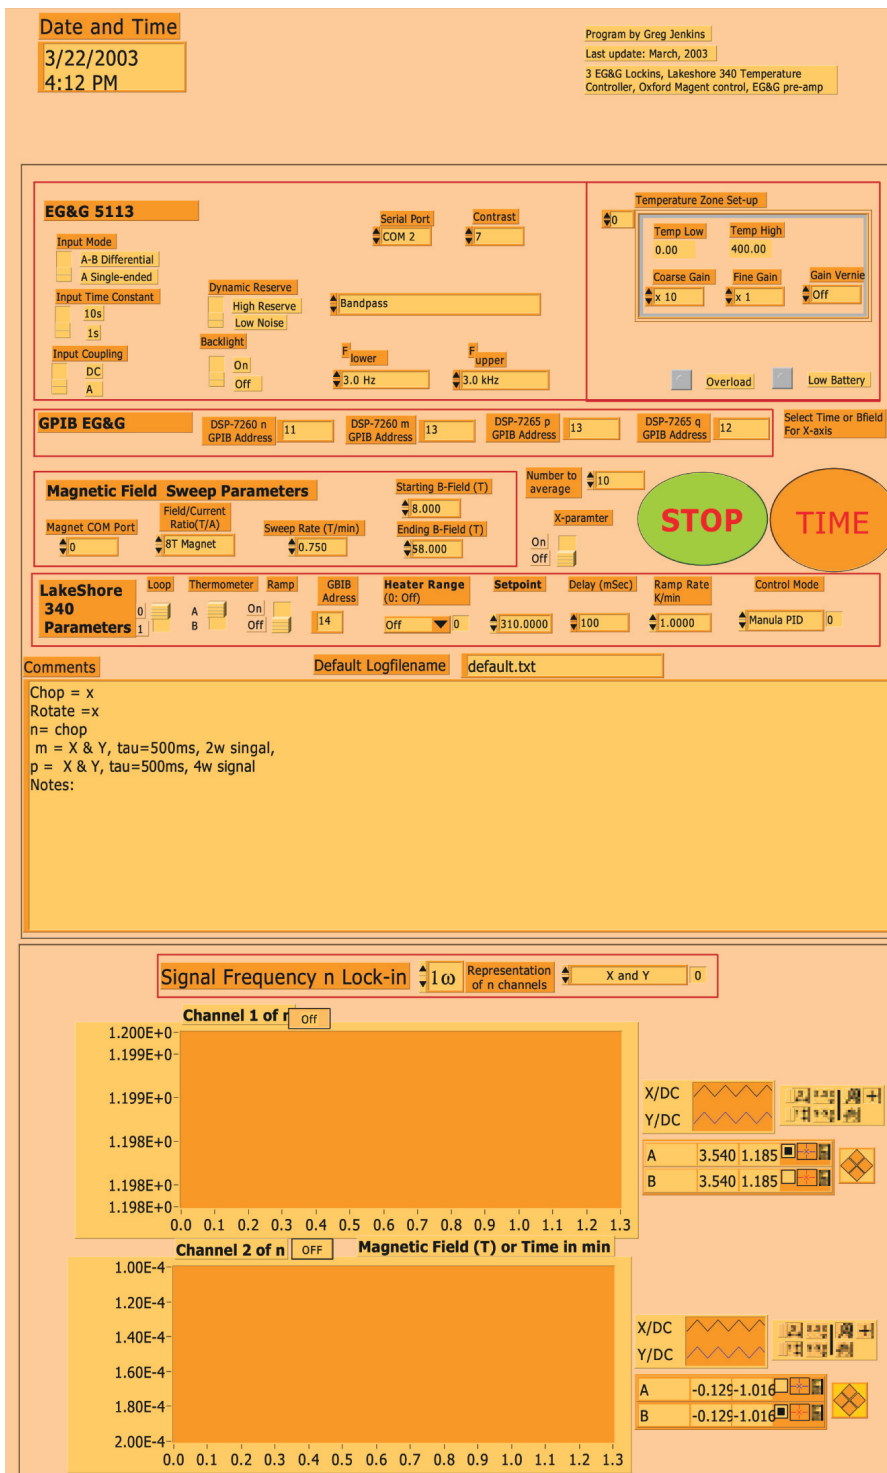 Date and Time
3/22/2003
4:12 PM
Program by Greg Jenkins
Last update: March, 2003
3 EG&G Lockins, Lakeshore 340 Temperature
Controller, Oxford Magent control, EG&G pre-amp
EG&G 5113
Serial Port
COM 2
Contrast
7
Input Mode
A-B Differential
A Single-ended
Input Time Constant
10s
1s
Input Coupling
DC
A
Dynamic Reserve
High Reserve
Low Noise
Backlight
On
Off
Bandpass
F lower
3.0 Hz
F upper
3.0 kHz
Temperature Zone Set-up
0
Temp Low
0.00
Temp High
400.00
Coarse Gain
x 10
Fine Gain
x 1
Gain Vernie
Off
Overload
Low Battery
GPIB EG&G
DSP-7260 n
GPIB Address
11
DSP-7260 m
GPIB Address
13
DSP-7265 p
GPIB Address
13
DSP-7265 q
GPIB Address
12
Select Time or Bfield
For X-axis
Magnetic Field Sweep Parameters
Magnet COM Port
0
Field/Current
Ratio(T/A)
8T Magnet
Sweep Rate (T/min)
0.750
Starting B-Field (T)
8.000
Ending B-Field (T)
58.000
Number to
average
10
X-paramter
On
Off
STOP
TIME
LakeShore
340
Parameters
Loop
0
1
Thermometer
A
B
Ramp
On
Off
GBIB
Adress
14
Heater Range
(0: Off)
Off 0
Setpoint
310.0000
Delay (mSec)
100
Ramp Rate
K/min
1.0000
Control Mode
Manula PID 0
Comments
Default Logfilename default.txt
Chop = x
Rotate =x
n= chop
m = X & Y, tau=500ms, 2w singal,
p = X & Y, tau=500ms, 4w signal
Notes:
Signal Frequency n Lock-in 1ω
Representation
of n channels
X and Y 0
Channel 1 of n Off
1.200E+0
1.199E+0
1.199E+0
1.198E+0
1.198E+0
1.198E+0
0.0 0.1 0.2 0.3 0.4 0.5 0.6 0.7 0.8 0.9 1.0 1.1 1.2 1.3
X/DC
Y/DC
A 3.540 1.185
B 3.540 1.185
Channel 2 of n OFF Magnetic Field (T) or Time in min
1.00E-4
1.20E-4
1.40E-4
1.60E-4
1.80E-4
2.00E-4
0.0 0.1 0.2 0.3 0.4 0.5 0.6 0.7 0.8 0.9 1.0 1.1 1.2 1.3
X/DC
Y/DC
A -0.129 -1.016
B -0.129 -1.016